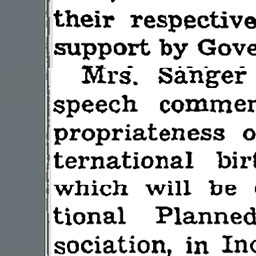 their respective
support by Gove
Mrs. Sanger
speech commen
propriateness o
ternational birt
which will be
tional Planned
sociation, in Ind